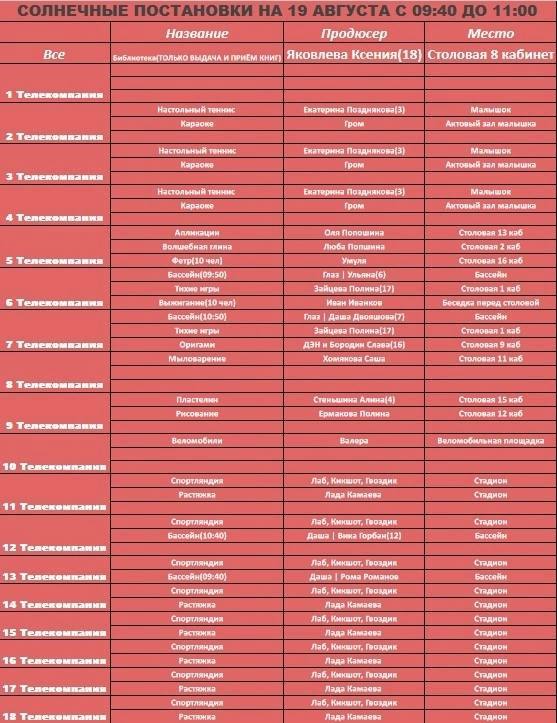 СОЛНЕЧНЫЕ ПОСТАНОВКИ НА 19 АВГУСТА С 09:40 ДО 11:00
Название Продюсер Место
Все Библиотека(ТОЛЬКО ВЫДАЧА И ПРИЁМ КНИГ) Яковлева Ксения(18) Столовая 8 кабинет
1 Телекомпания
Настольный теннис Екатерина Позднякова(3) Малышок
Караоке Гром Актовый зал малышка
2 Телекомпания
Настольный теннис Екатерина Позднякова(3) Малышок
Караоке Гром Актовый зал малышка
3 Телекомпания
Настольный теннис Екатерина Позднякова(3) Малышок
Караоке Гром Актовый зал малышка
4 Телекомпания
Аппликации Оля Попошина Столовая 13 каб
Волшебная глина Люба Попшина Столовая 2 каб
5 Телекомпания Фетр(10 чел) Умуля Столовая 16 каб
Бассейн(09:50) Глаз | Ульяна(6) Бассейн
Тихие игры Зайцева Полина(17) Столовая 1 каб
6 Телекомпания Выжигание(10 чел) Иван Иванков Беседка перед столовой
Бассейн(10:50) Глаз | Даша Двояшова(7) Бассейн
Тихие игры Зайцева Полина(17) Столовая 1 каб
7 Телекомпания Оригами ДЭН и Бородин Слава(16) Столовая 9 каб
Мыловарение Хомякова Саша Столовая 11 каб
8 Телекомпания
Пластелин Стеньшина Алина(4) Столовая 15 каб
Рисование Ермакова Полина Столовая 12 каб
9 Телекомпания
Веломобили Валера Веломобильная площадка
10 Телекомпания
Спортляндия Лаб, Кикшот, Гвоздик Стадион
Растяжка Лада Камаева Стадион
11 Телекомпания
Спортляндия Лаб, Кикшот, Гвоздик Стадион
Бассейн(10:40) Даша | Вика Горбан(12) Бассейн
12 Телекомпания
Спортляндия Лаб, Кикшот, Гвоздик Стадион
13 Телекомпания Бассейн(09:40) Даша | Рома Романов Бассейн
Спортляндия Лаб, Кикшот, Гвоздик Стадион
14 Телекомпания Растяжка Лада Камаева Стадион
Спортляндия Лаб, Кикшот, Гвоздик Стадион
15 Телекомпания Растяжка Лада Камаева Стадион
Спортляндия Лаб, Кикшот, Гвоздик Стадион
16 Телекомпания Растяжка Лада Камаева Стадион
Спортляндия Лаб, Кикшот, Гвоздик Стадион
17 Телекомпания Растяжка Лада Камаева Стадион
Спортляндия Лаб, Кикшот, Гвоздик Стадион
18 Телекомпания Растяжка Лада Камаева Стадион